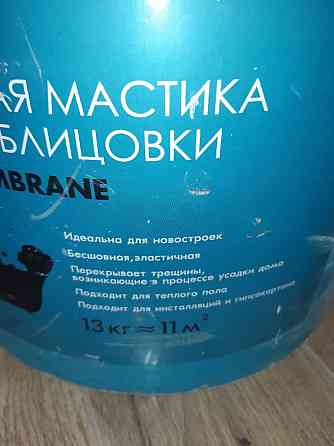 АЯ МАСТИКА
БЛИЦОВКИ
MBRANE
Идеальна для новостроек
Бесшовная, эластичная
Перекрывает трещины,
возникающие в процессе усадки дома
Подходит для теплого пола
Подходит для инсталляций и гипсокартона
13 кг ≈ 11 м²